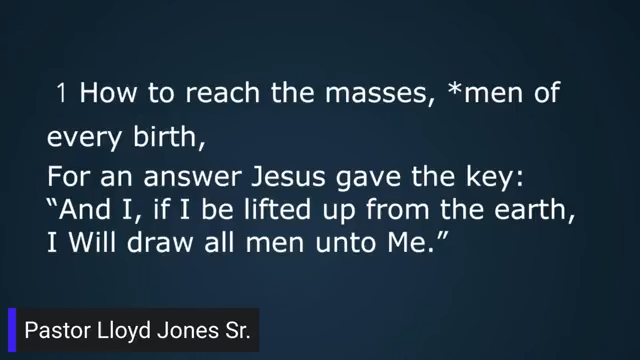 1 How to reach the masses, *men of
every birth,
For an answer Jesus gave the key:
“And I, if I be lifted up from the earth,
I Will draw all men unto Me.”
Pastor Lloyd Jones Sr.